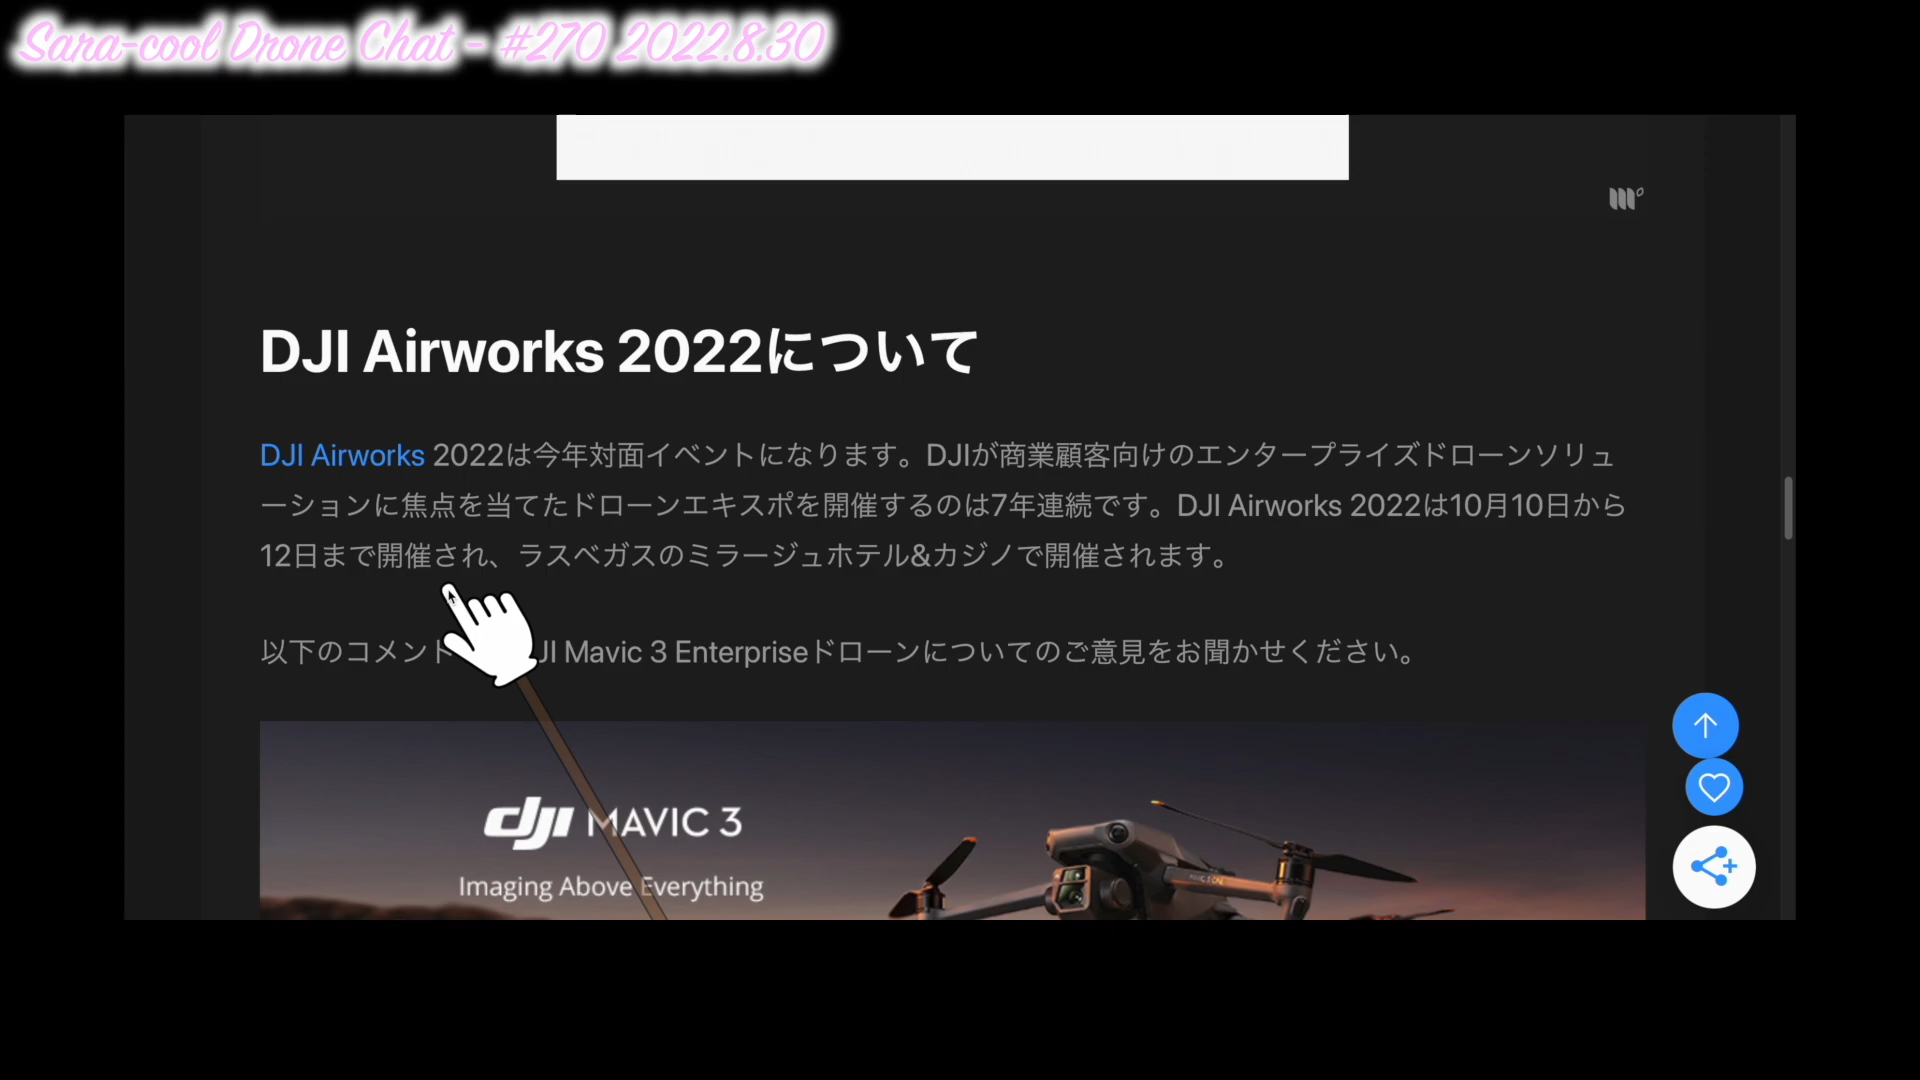 Sara-cool Drone Chat - #270 2022.8.30
DJI Airworks 2022について
DJI Airworks 2022は今年対面イベントになります。DJIが商業顧客向けのエンタープライズドローンソリュ
ーションに焦点を当てたドローンエキスポを開催するのは7年連続です。DJI Airworks 2022は10月10日から
12日まで開催され、ラスベガスのミラージュホテル&カジノで開催されます。
以下のコメント JI Mavic 3 Enterpriseドローンについてのご意見をお聞かせください。
dji MAVIC 3
Imaging Above Everything